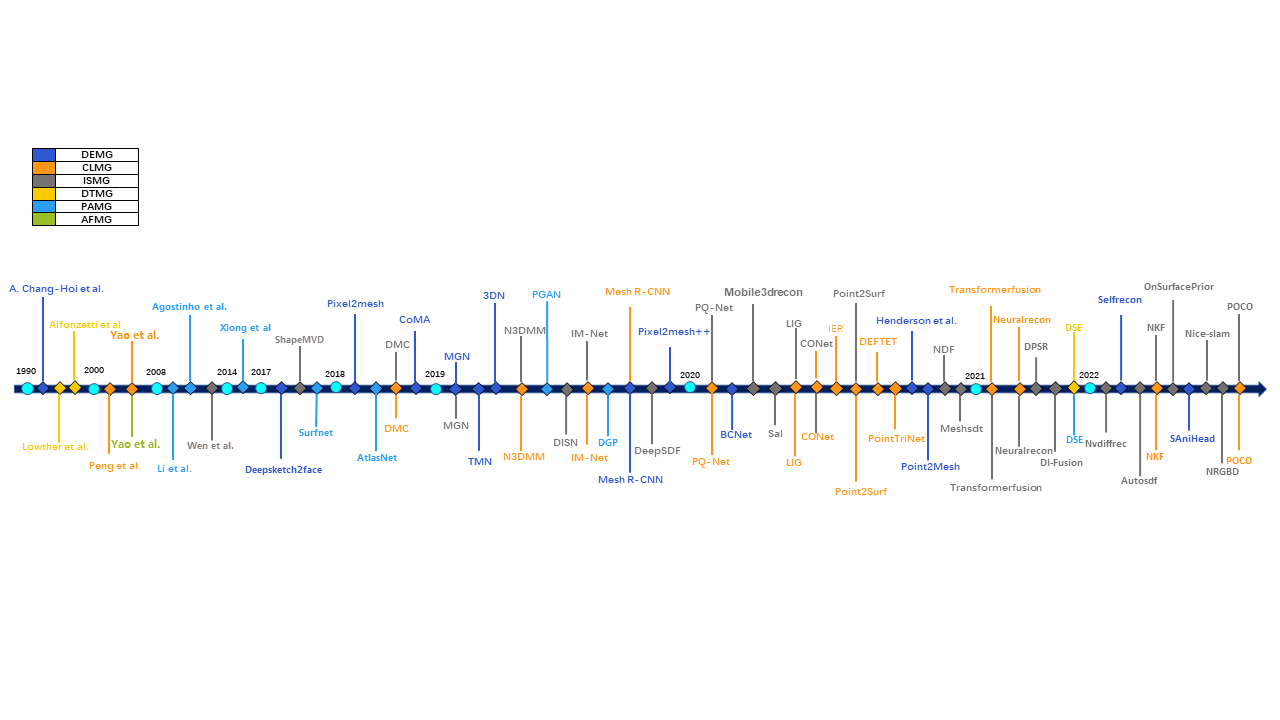 DEMG
CLMG
ISMG
DTMG
PAMG
AFMG
A. Chang-Hoi et al.
Alfonzetti et al
Yao et al.
Agostinho et al.
Xiong et al
ShapeMVD
Pixel2mesh
DMC
CoMA
MGN
3DN
N3DMM
PGAN
IM-Net
Mesh R-CNN
Pixel2mesh++
PQ-Net
Mobile3drecon
LIG
CONet
IER
Point2Surf
DEFTET
Henderson et al.
NDF
Transformerfusion
Neuralrecon
DPSR
DSE
Selfrecon
NKF
OnSurfacePrior
Nice-slam
POCO
1990
2000
2008
2014
2017
2018
2019
2020
2021
2022
Lowther et al.
Peng et al.
Yao et al.
Li et al.
Wen et al.
Deepsketch2face
Surfnet
AtlasNet
DMC
MGN
TMN
N3DMM
DISN
IM-Net
DGP
Mesh R-CNN
DeepSDF
PQ-Net
BCNet
Sal
LIG
CONet
Point2Surf
PointTriNet
Point2Mesh
Meshsdt
Transformerfusion
Neuralrecon
DI-Fusion
DSE
Nvdiffrec
Autosdf
NKF
SAniHead
NRGBD
POCO